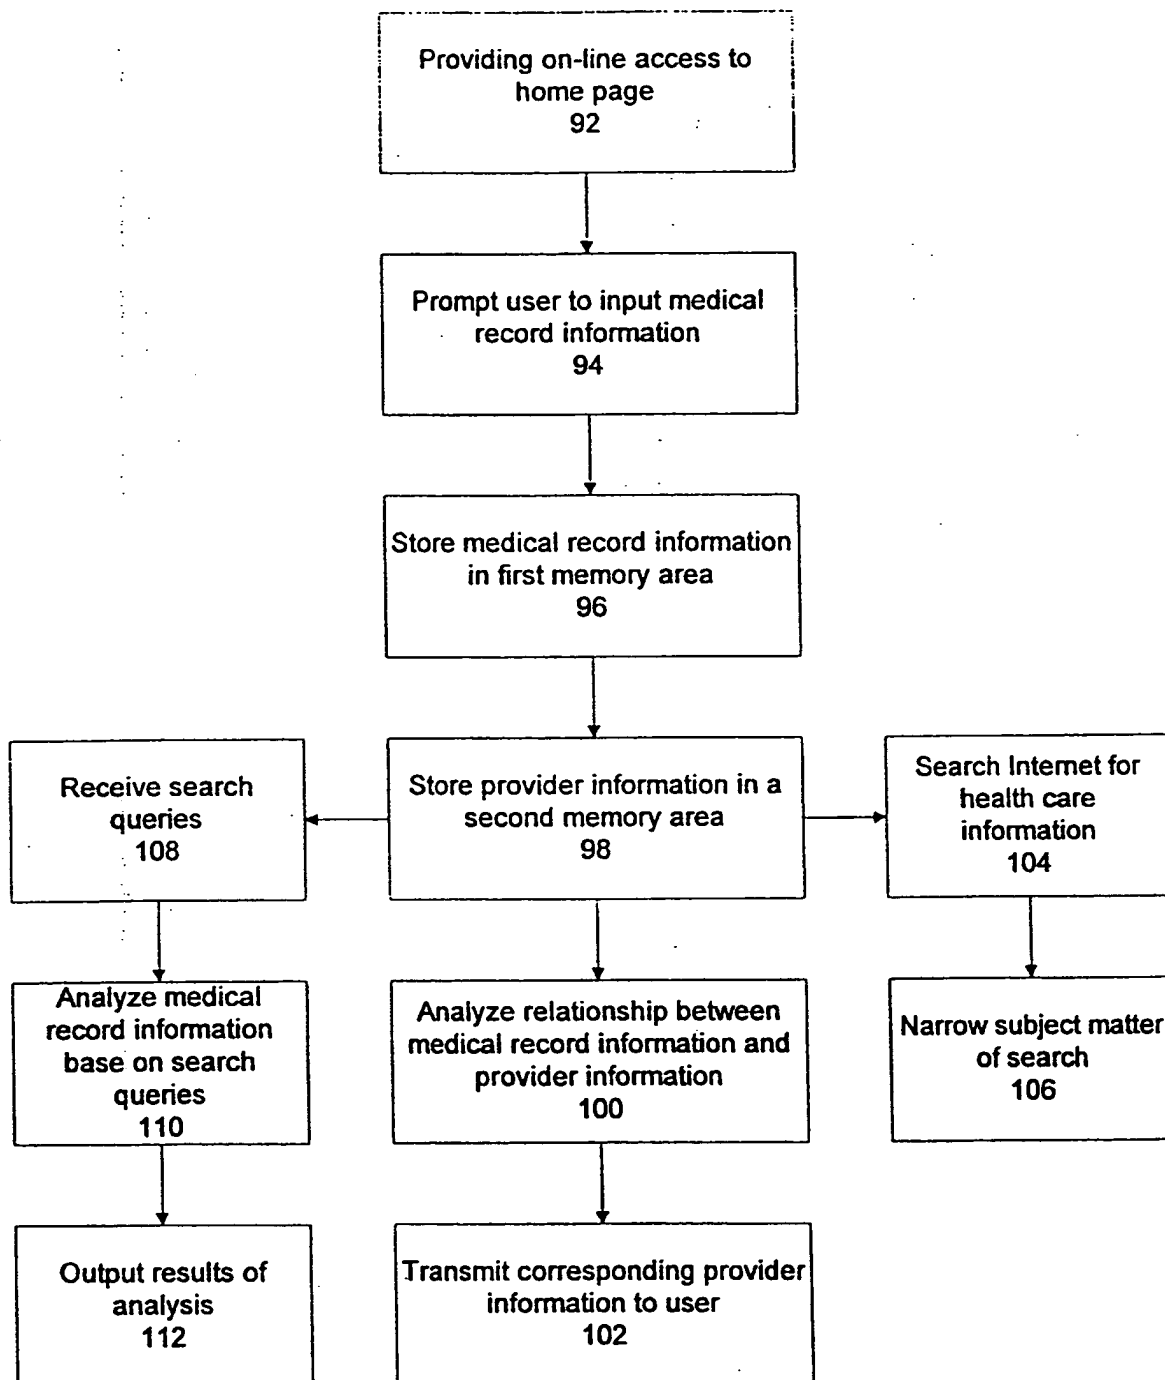 Providing on-line access to
home page
92
Prompt user to input medical
record information
94
Store medical record information
in first memory area
96
Receive search
queries
108
Store provider information in a
second memory area
98
Search Internet for
health care
information
104
Analyze medical
record information
base on search
queries
110
Analyze relationship between
medical record information and
provider information
100
Narrow subject matter
of search
106
Output results of
analysis
112
Transmit corresponding provider
information to user
102